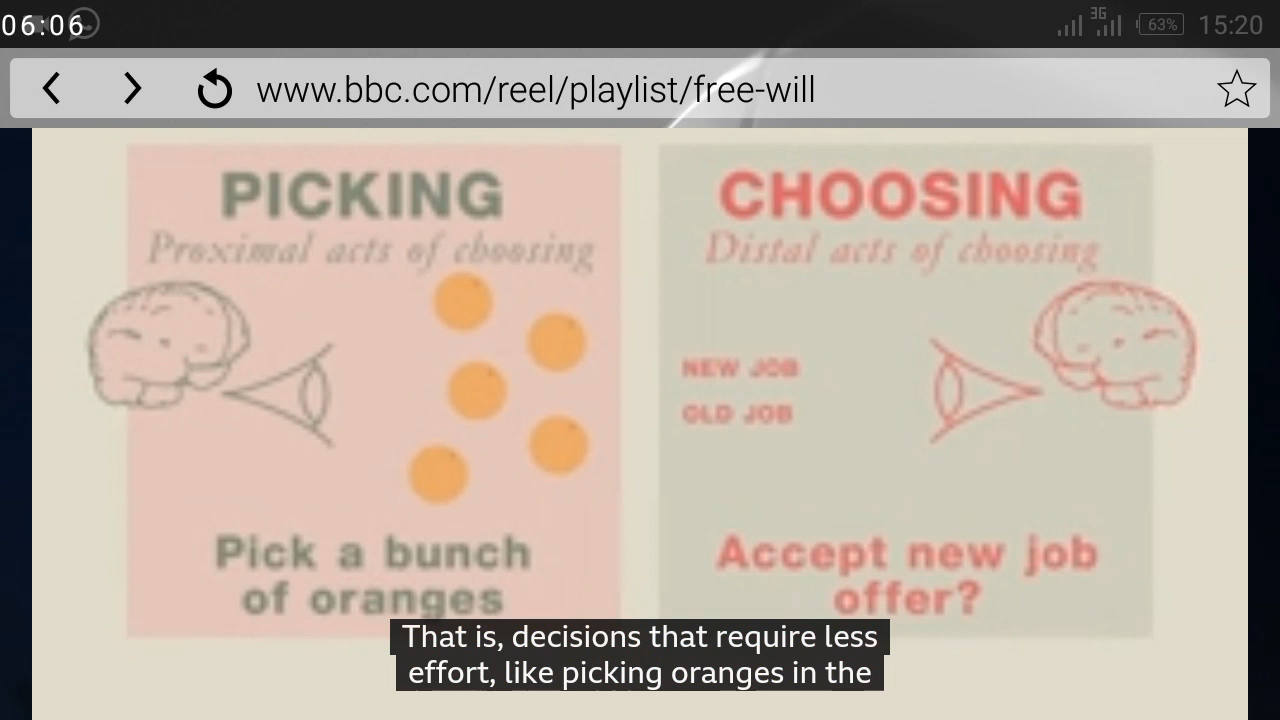 06:06
3G
63%
15:20
www.bbc.com/reel/playlist/free-will
PICKING
Proximal acts of choosing
Pick a bunch
of oranges
CHOOSING
Distal acts of choosing
NEW JOB
OLD JOB
Accept new job
offer?
That is, decisions that require less
effort, like picking oranges in the